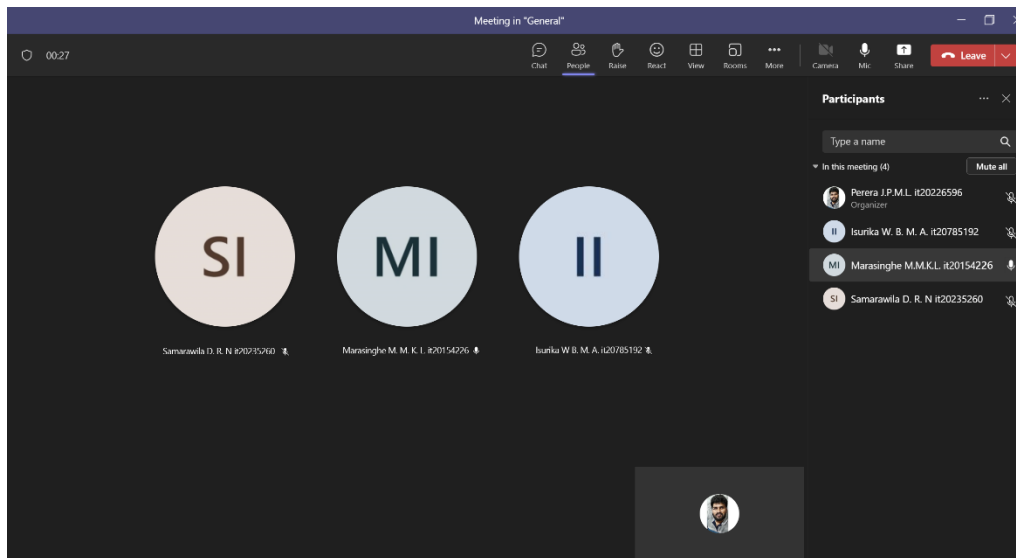 Meeting in "General"
00:27
Chat People Raise React View Rooms More Camera Mic Share Leave
Participants
Type a name
In this meeting (4) Mute all
Perera J.P.M.L. it20226596
Organizer
II Isurika W. B. M. A. it20785192
MI Marasinghe M.M.K.L. it20154226
SI Samarawila D. R. N it20235260
SI MI II
Samarawila D. R. N it20235260 Marasinghe M. M. K. L. it20154226 Isurika W B. M. A. it20785192